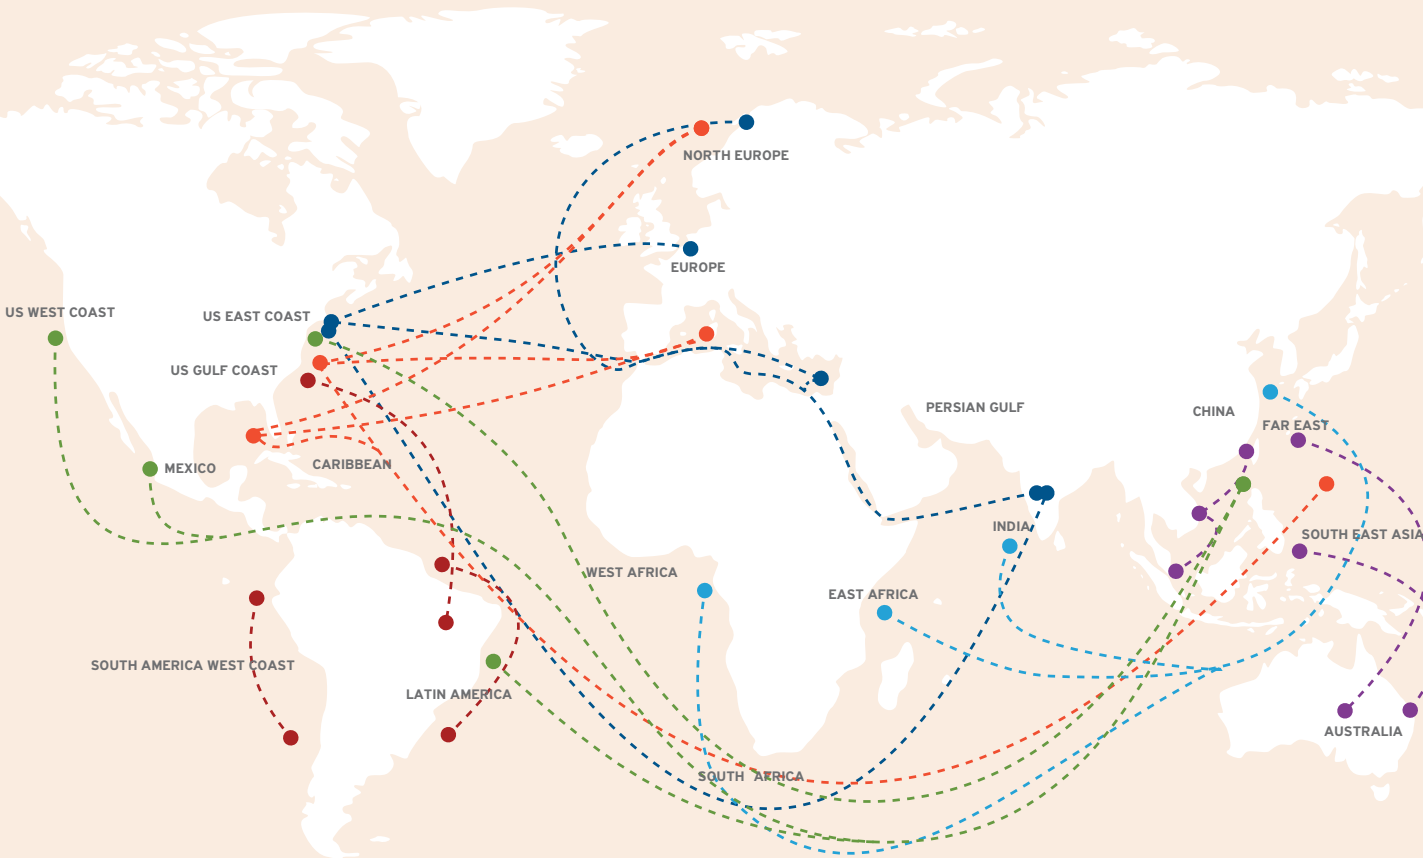 NORTH EUROPE
EUROPE
US WEST COAST
US EAST COAST
US GULF COAST
PERSIAN GULF
CHINA
FAR EAST
CARIBBEAN
MEXICO
INDIA
SOUTH EAST ASIA
WEST AFRICA
EAST AFRICA
SOUTH AMERICA WEST COAST
LATIN AMERICA
AUSTRALIA
SOUTH AFRICA